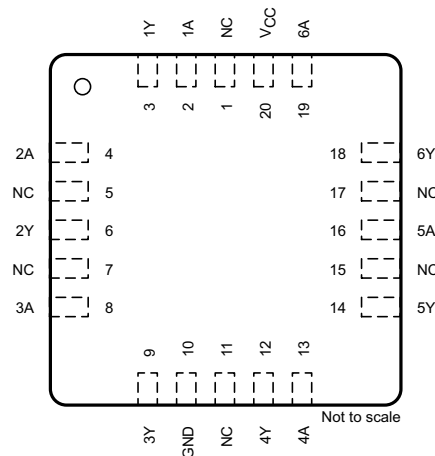 1Y 1A NC VCC 6A
3 2 1 20 19
2A 4 18 6Y
NC 5 17 NC
2Y 6 16 5A
NC 7 15 NC
3A 8 14 5Y
9 10 11 12 13
Not to scale
3Y GND NC 4Y 4A